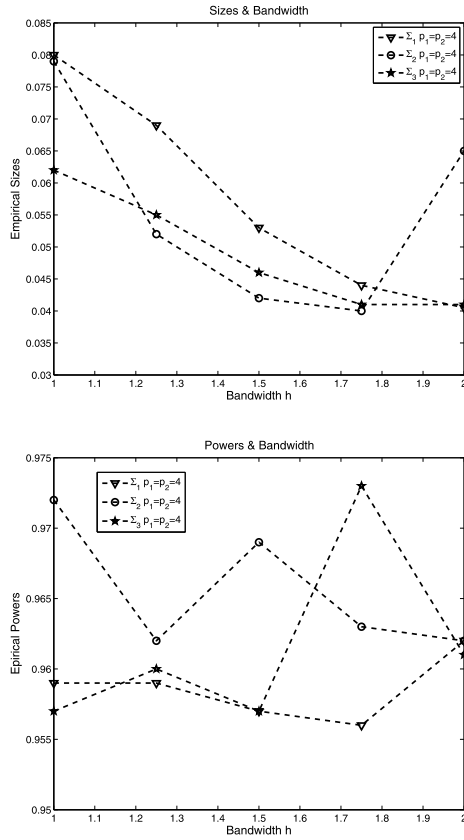 Sizes & Bandwidth
Σ1 p1=p2=4
Σ2 p1=p2=4
Σ3 p1=p2=4
Empirical Sizes
0.085
0.08
0.075
0.07
0.065
0.06
0.055
0.05
0.045
0.04
0.035
0.03
1 1.1 1.2 1.3 1.4 1.5 1.6 1.7 1.8 1.9 2
Bandwidth h
Powers & Bandwidth
Σ1 p1=p2=4
Σ2 p1=p2=4
Σ3 p1=p2=4
Epirical Powers
0.975
0.97
0.965
0.96
0.955
0.95
1 1.1 1.2 1.3 1.4 1.5 1.6 1.7 1.8 1.9 2
Bandwidth h